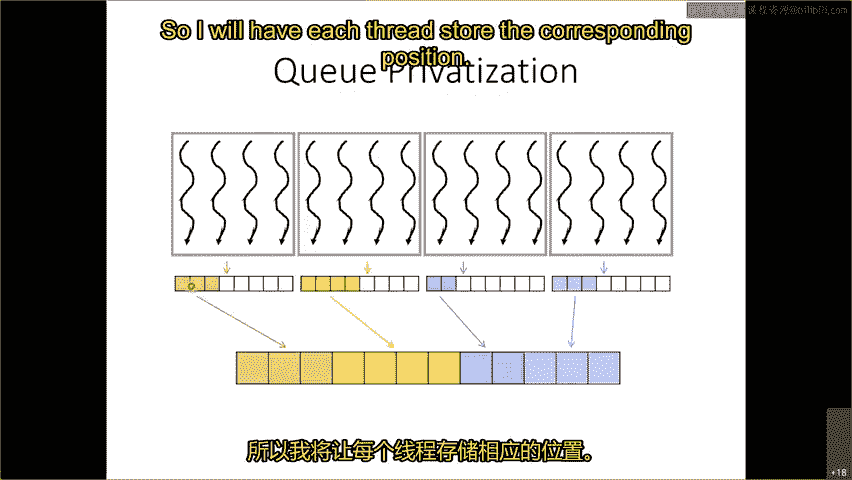 So I will have each thread store the corresponding
position.
Queue Privatization
所以我将让每个线程存储相应的位置。
+18